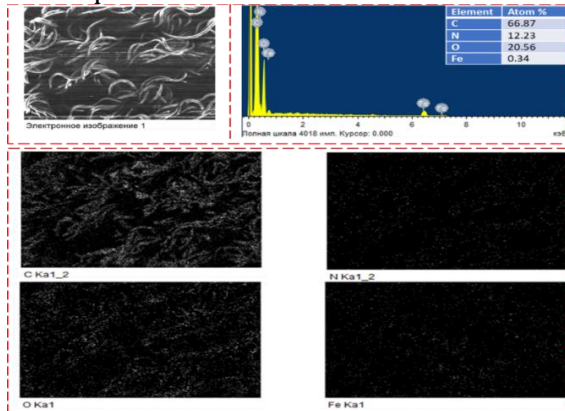 Электронное изображение 1
Element Atom %
C 66.87
N 12.23
O 20.56
Fe 0.34
0 2 4 6 8 10
Полная шкала 4018 имп. Курсор: 0.000 кэВ
C Ka1_2
N Ka1_2
O Ka1
Fe Ka1